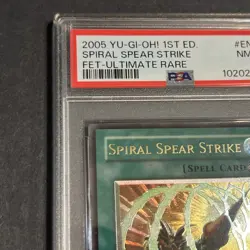 2005 YU-GI-OH! 1ST ED.
SPIRAL SPEAR STRIKE
FET-ULTIMATE RARE
#EN
NM
PSA
10202
SPIRAL SPEAR STRIKE
[SPELL CARD